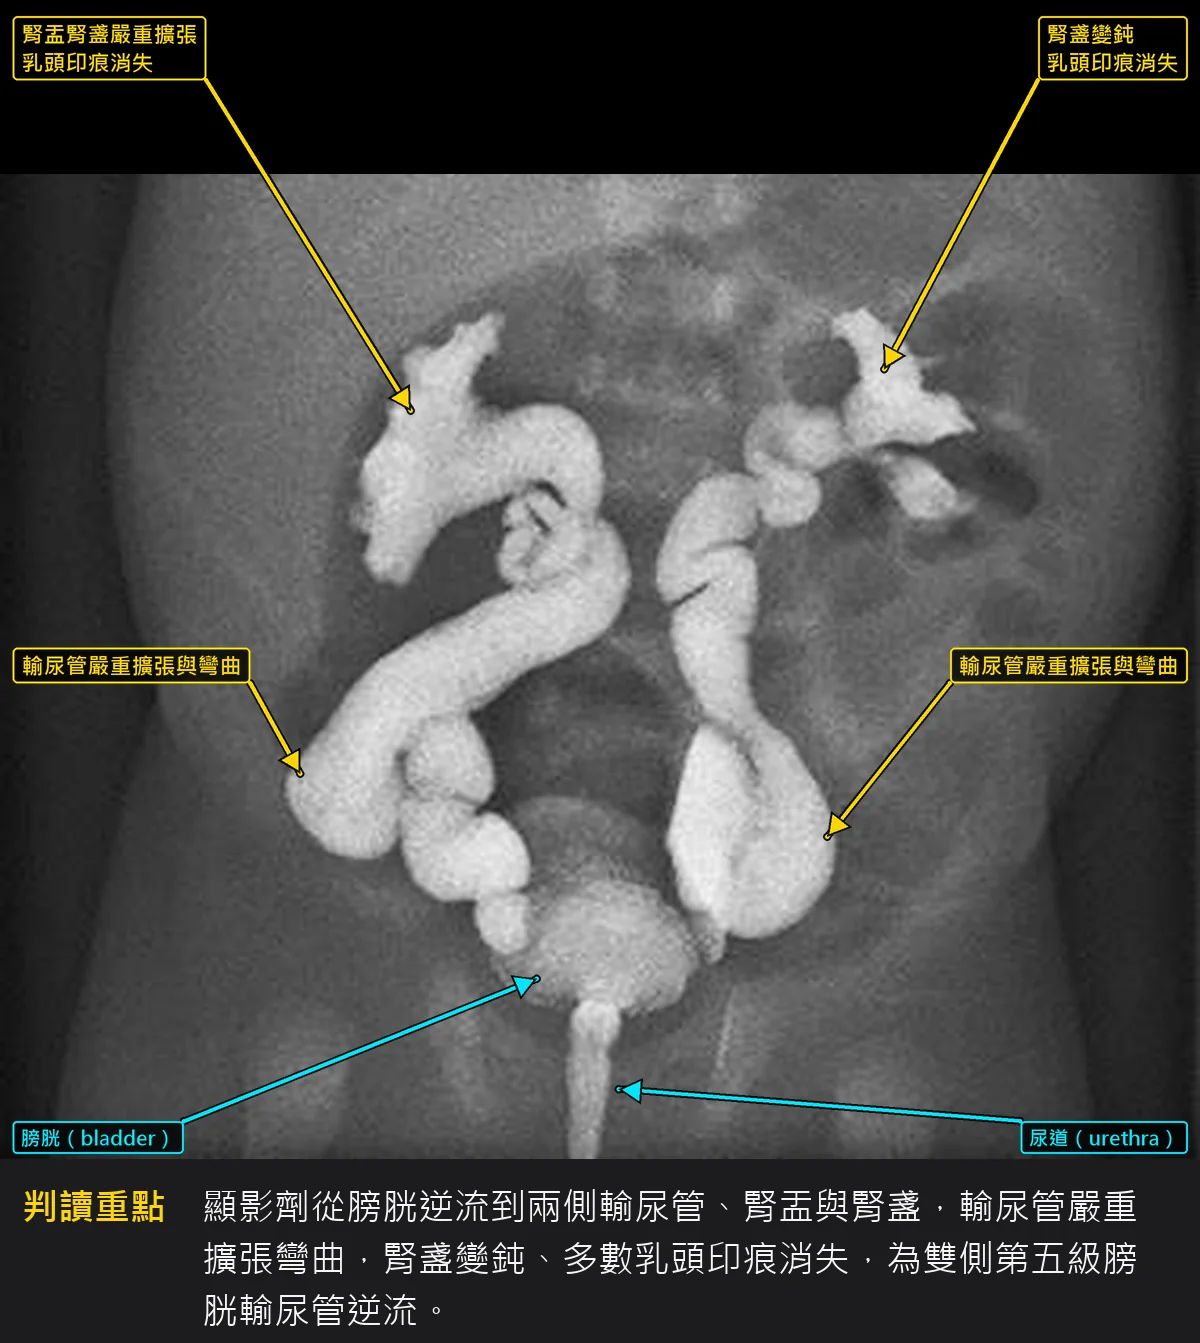 腎盂腎盞嚴重擴張
乳頭印痕消失
腎盞變鈍
乳頭印痕消失
輸尿管嚴重擴張與彎曲
輸尿管嚴重擴張與彎曲
膀胱（bladder）
尿道（urethra）
判讀重點
顯影劑從膀胱逆流到兩側輸尿管、腎盂與腎盞，輸尿管嚴重
擴張彎曲，腎盞變鈍、多數乳頭印痕消失，為雙側第五級膀
胱輸尿管逆流。